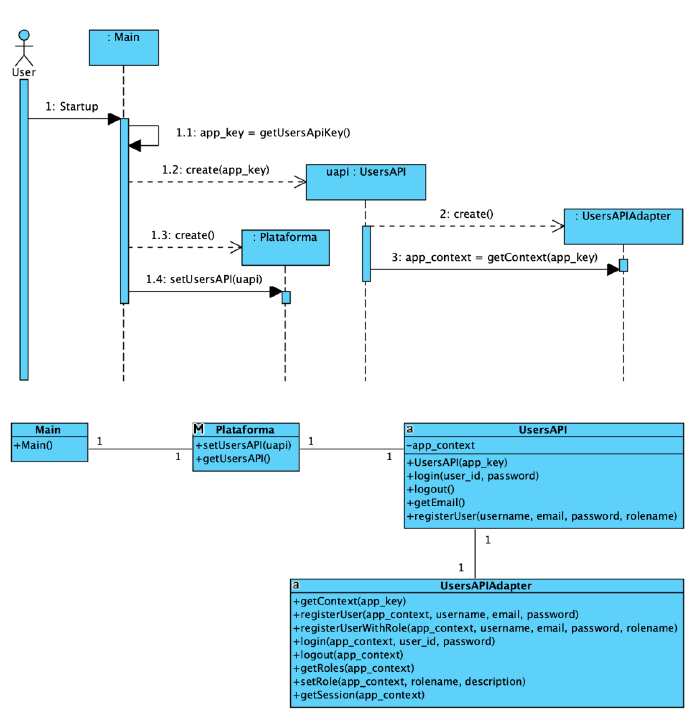 : Main
User
1: Startup
1.1: app_key = getUsersApiKey()
1.2: create(app_key)
uapi : UsersAPI
2: create()
: UsersAPIAdapter
1.3: create()
: Plataforma
3: app_context = getContext(app_key)
1.4: setUsersAPI(uapi)
Main
+Main()
1
1
M
Plataforma
+setUsersAPI(uapi)
+getUsersAPI()
1
1
a
UsersAPI
-app_context
+UsersAPI(app_key)
+login(user_id, password)
+logout()
+getEmail()
+registerUser(username, email, password, rolename)
1
1
a
UsersAPIAdapter
+getContext(app_key)
+registerUser(app_context, username, email, password)
+registerUserWithRole(app_context, username, email, password, rolename)
+login(app_context, user_id, password)
+logout(app_context)
+getRoles(app_context)
+setRole(app_context, rolename, description)
+getSession(app_context)